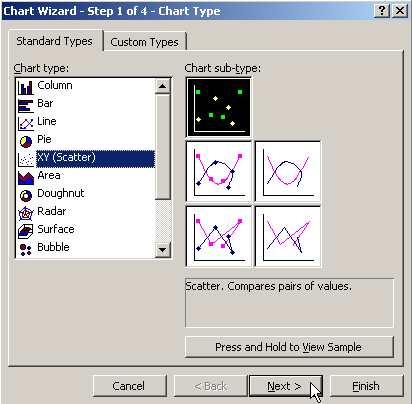 Chart Wizard - Step 1 of 4 - Chart Type
Standard Types
Custom Types
Chart type:
Column
Bar
Line
Pie
XY (Scatter)
Area
Doughnut
Radar
Surface
Bubble
Chart sub-type:
Scatter. Compares pairs of values.
Press and Hold to View Sample
Cancel
< Back
Next >
Finish